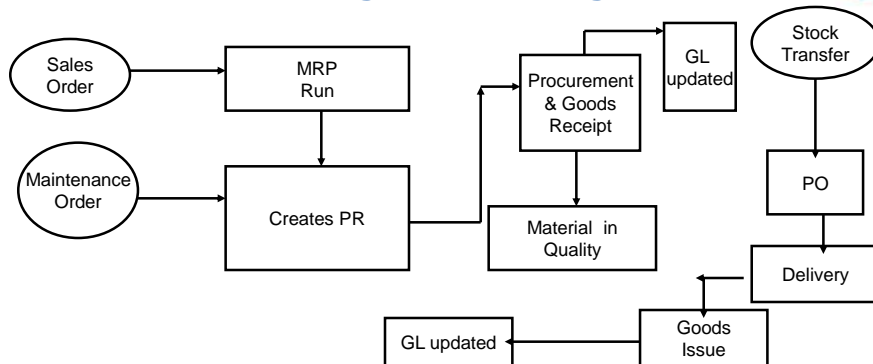 Sales
Order
MRP
Run
Procurement
& Goods
Receipt
GL
updated
Stock
Transfer
Maintenance
Order
Creates PR
Material in
Quality
PO
Delivery
Goods
Issue
GL updated